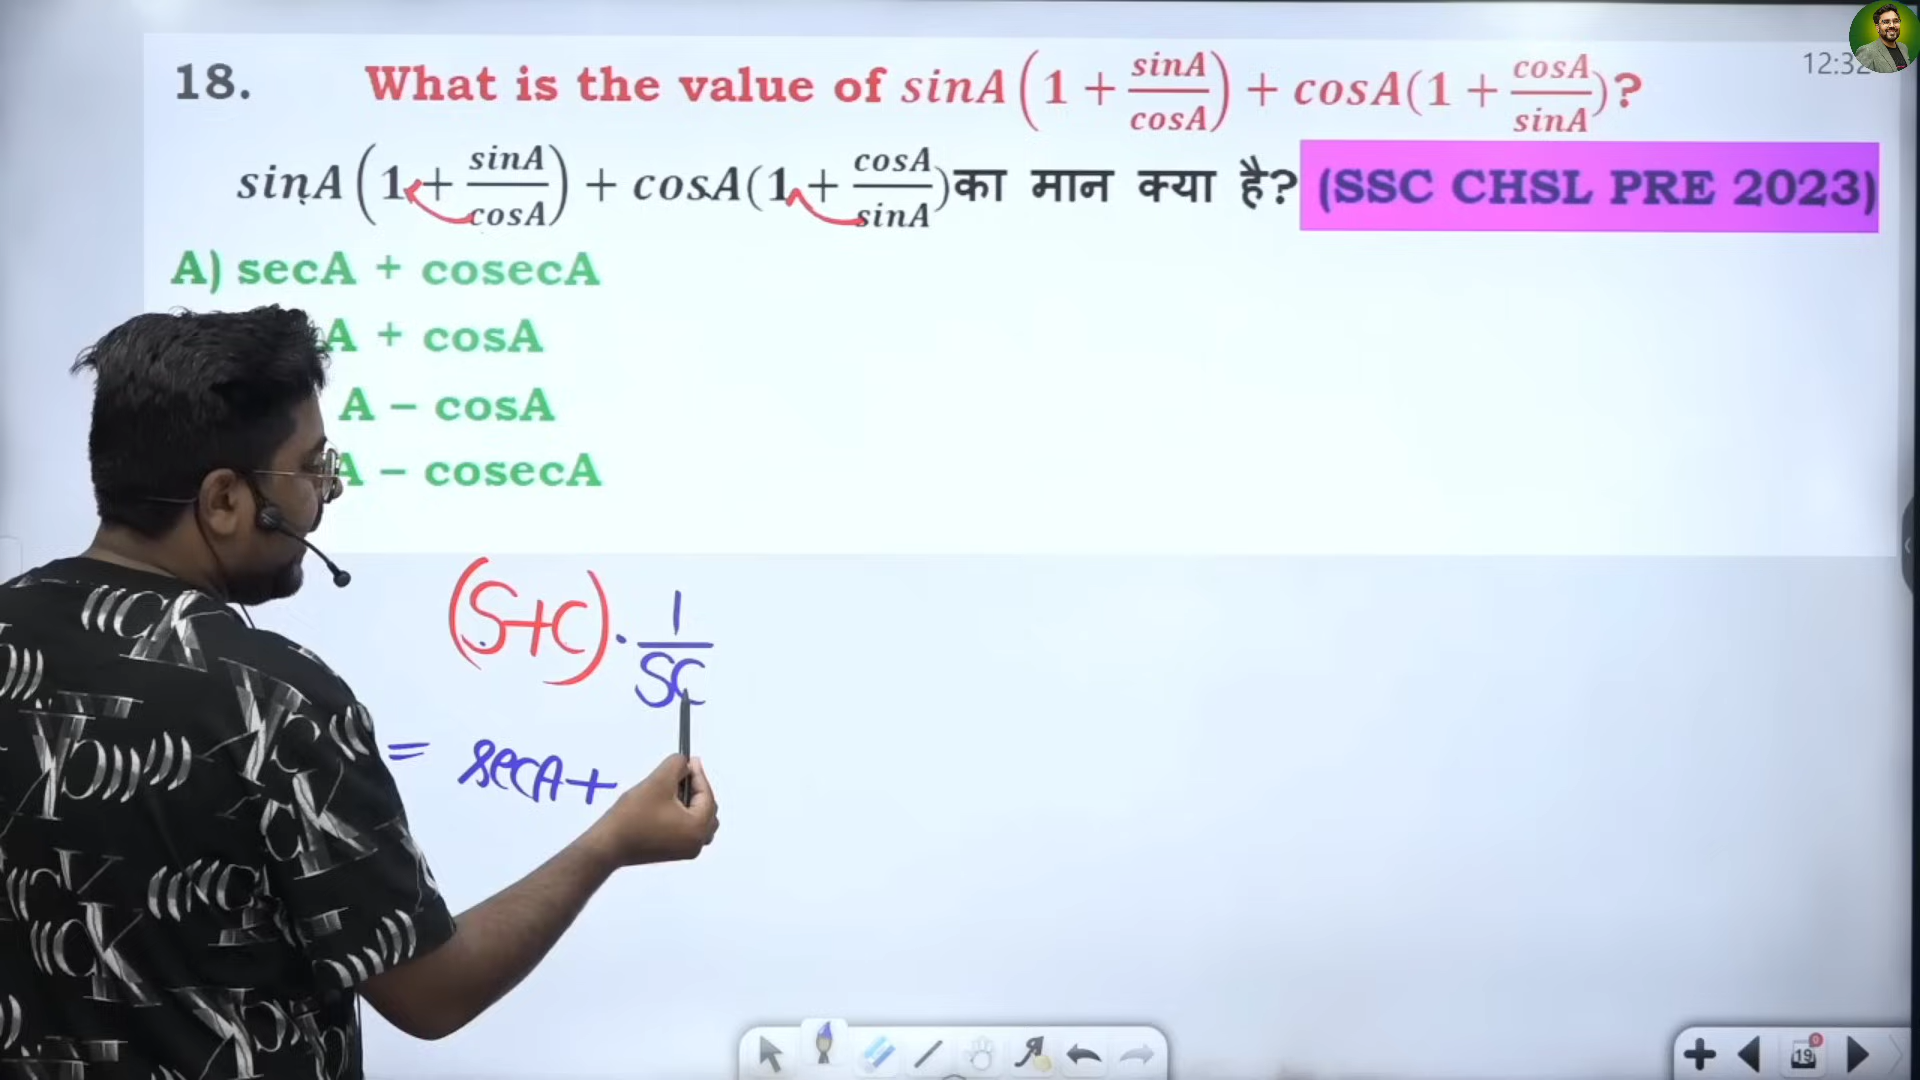 12:32
18. What is the value of sinA(1 + sinA/cosA) + cosA(1 + cosA/sinA)?
sinA(1 + sinA/cosA) + cosA(1 + cosA/sinA)का मान क्या है? (SSC CHSL PRE 2023)
A) secA + cosecA
A + cosA
A − cosA
A − cosecA
(S+C) · 1/SC
= secA+
19